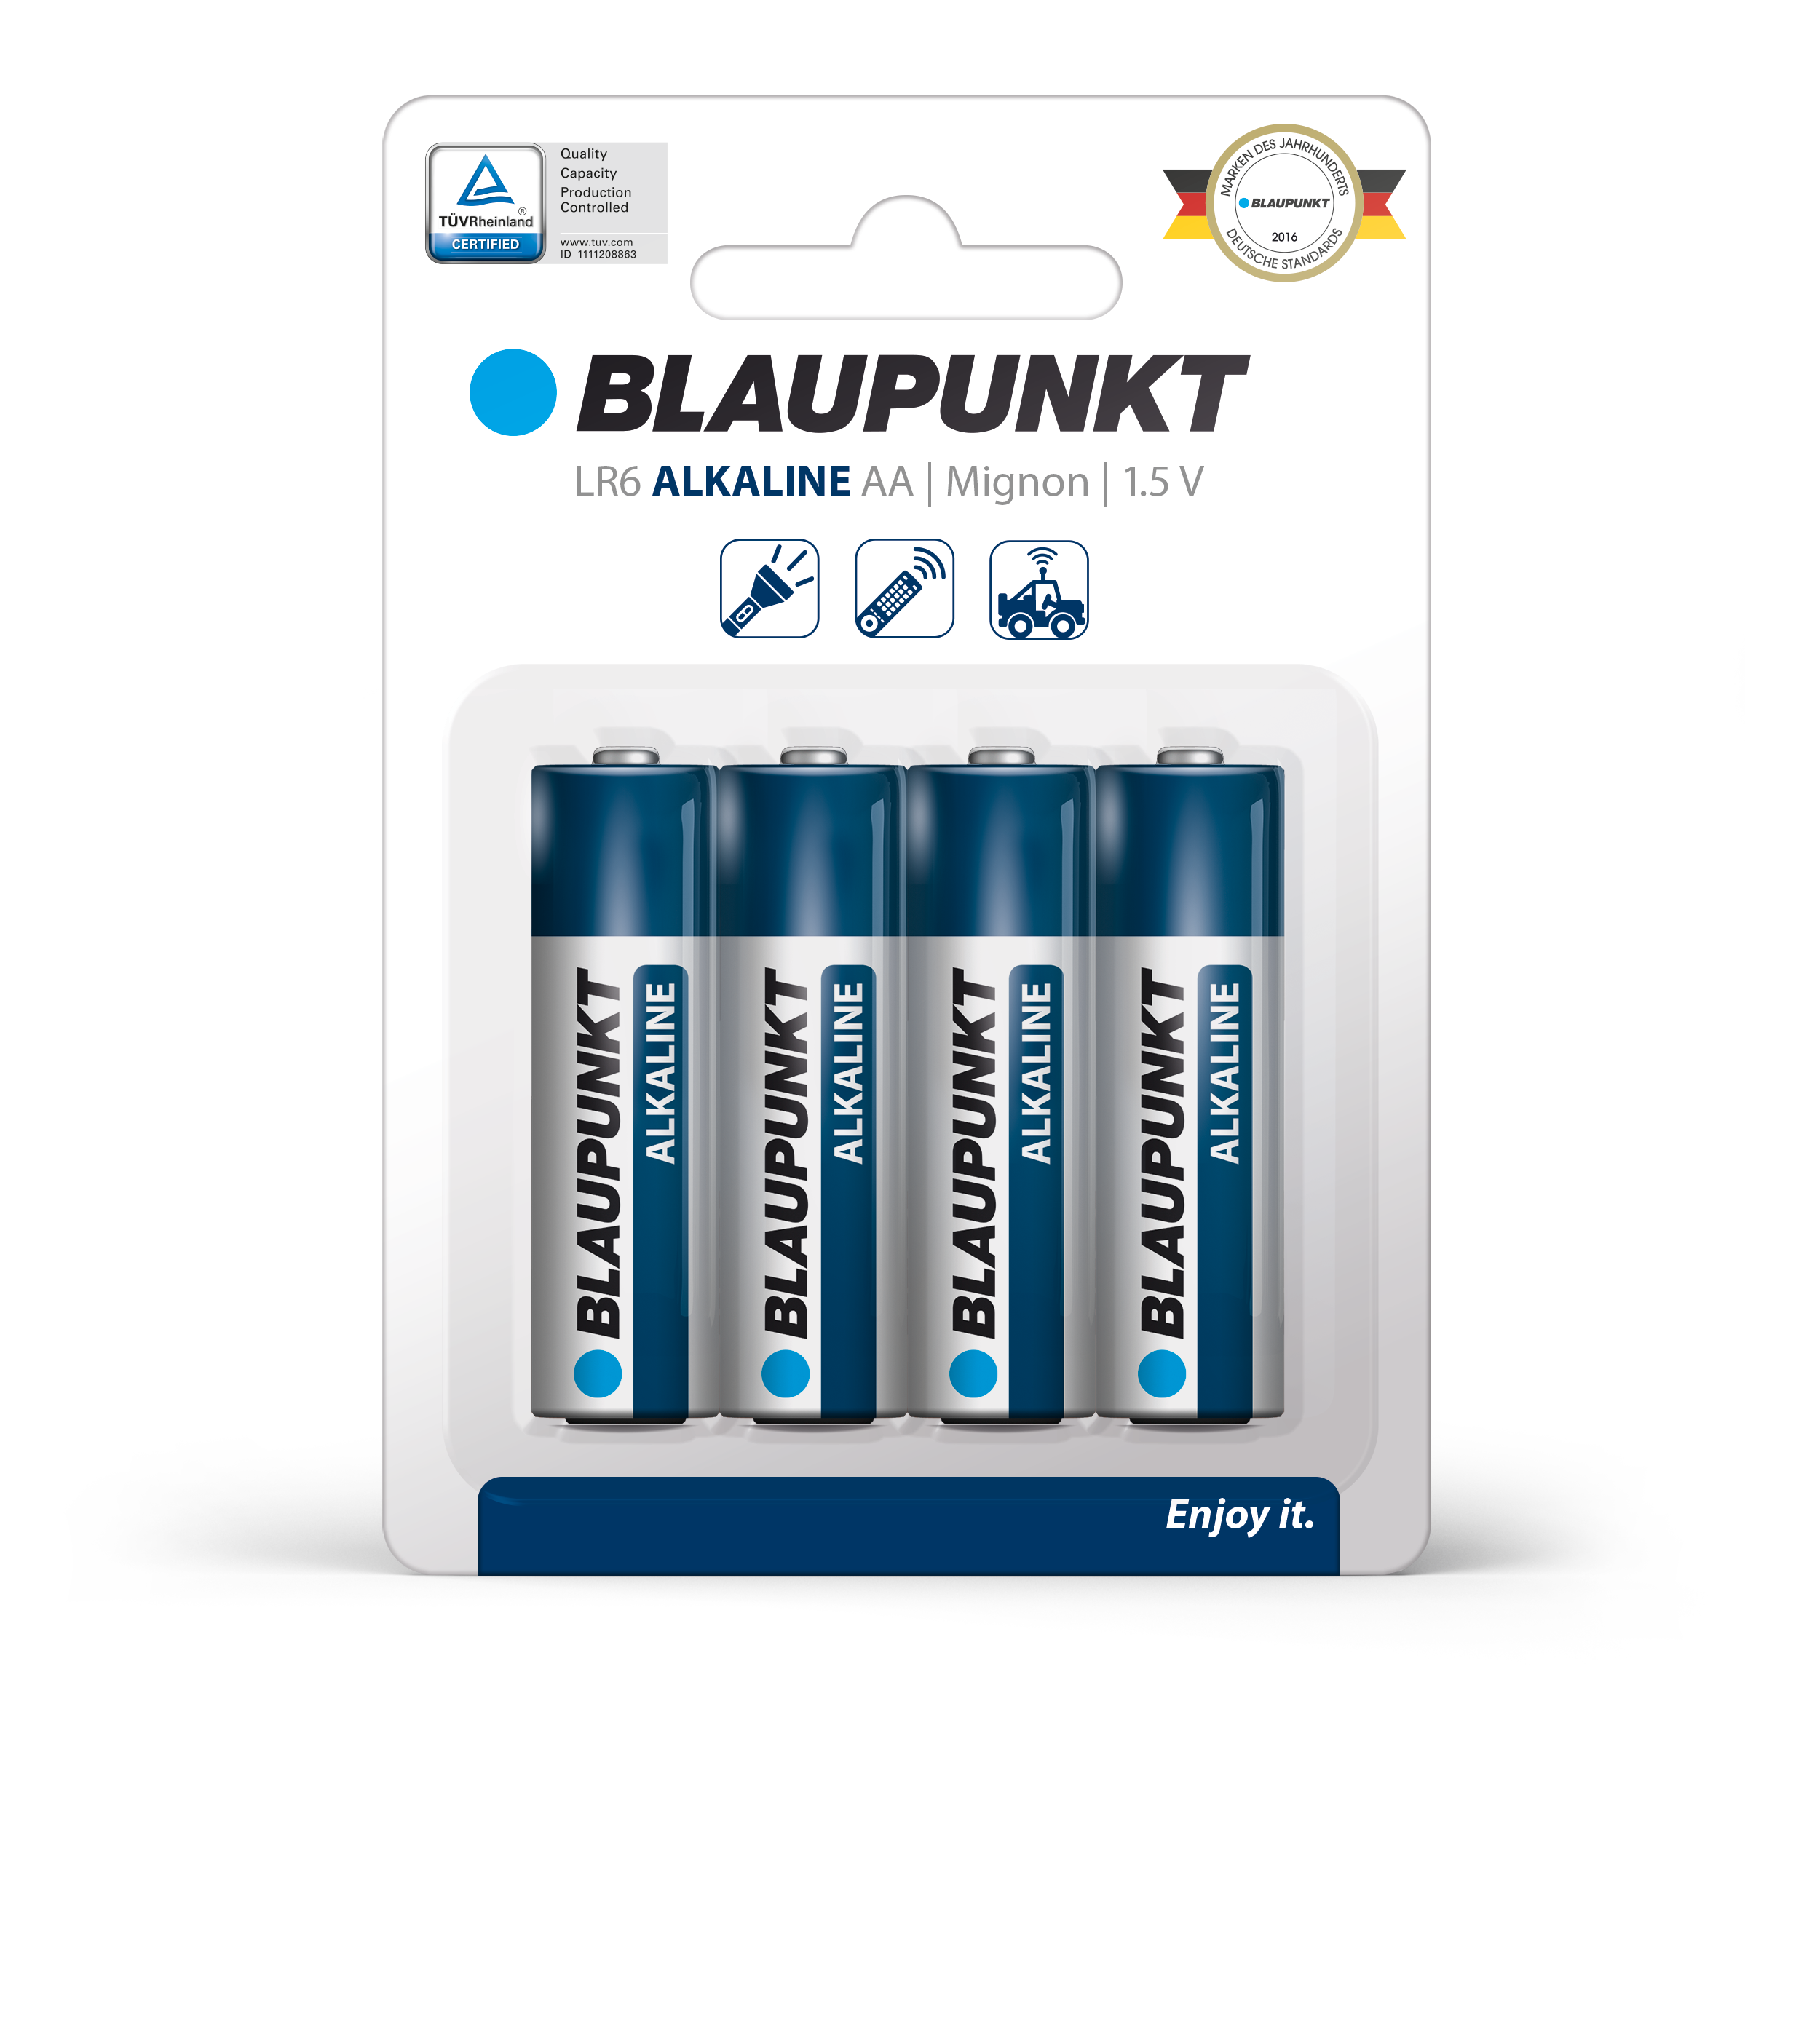 Quality
Capacity
Production
Controlled
TÜVRheinland®
CERTIFIED
www.tuv.com
ID 1111208863
MARKEN DES JAHRHUNDERTS
BLAUPUNKT
2016
DEUTSCHE STANDARDS
BLAUPUNKT
LR6 ALKALINE AA | Mignon | 1.5 V
BLAUPUNKT
ALKALINE
BLAUPUNKT
ALKALINE
BLAUPUNKT
ALKALINE
BLAUPUNKT
ALKALINE
Enjoy it.